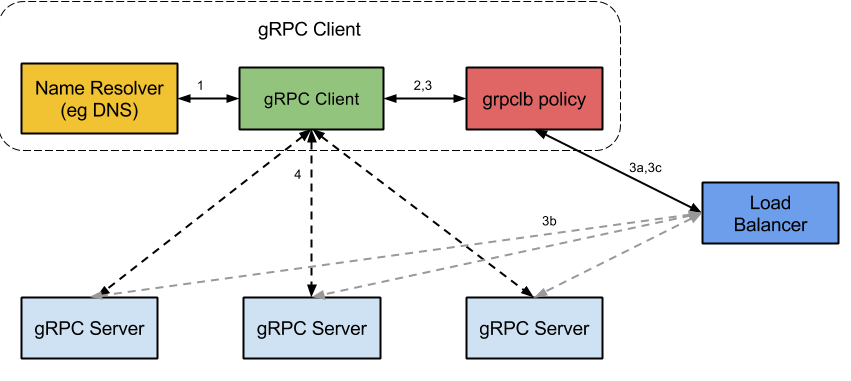 gRPC Client
Name Resolver
(eg DNS)
1
gRPC Client
2,3
grpclb policy
3a,3c
4
Load
Balancer
3b
gRPC Server
gRPC Server
gRPC Server